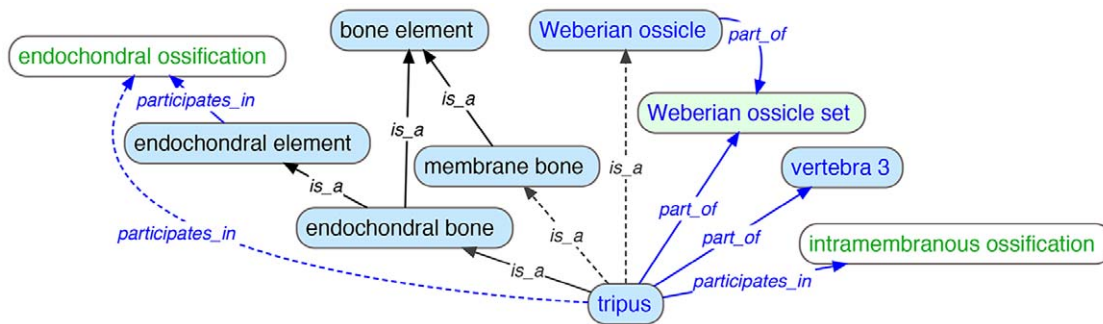 bone element
Weberian ossicle
part_of
endochondral ossification
participates_in
is_a
is_a
Weberian ossicle set
endochondral element
membrane bone
is_a
vertebra 3
is_a
endochondral bone
part_of
participates_in
is_a
part_of
intramembranous ossification
is_a
participates_in
tripus